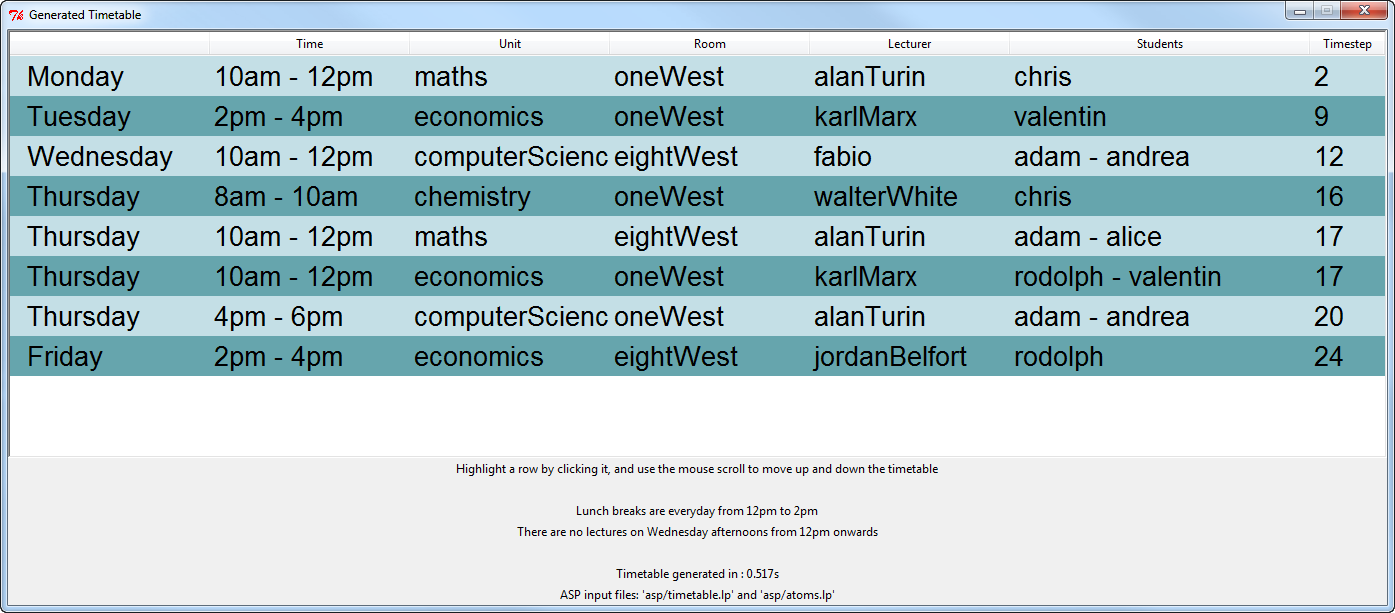 Generated Timetable
Time Unit Room Lecturer Students Timestep
Monday 10am - 12pm maths oneWest alanTurin chris 2
Tuesday 2pm - 4pm economics oneWest karlMarx valentin 9
Wednesday 10am - 12pm computerScienc eightWest fabio adam - andrea 12
Thursday 8am - 10am chemistry oneWest walterWhite chris 16
Thursday 10am - 12pm maths eightWest alanTurin adam - alice 17
Thursday 10am - 12pm economics oneWest karlMarx rodolph - valentin 17
Thursday 4pm - 6pm computerScienc oneWest alanTurin adam - andrea 20
Friday 2pm - 4pm economics eightWest jordanBelfort rodolph 24
Highlight a row by clicking it, and use the mouse scroll to move up and down the timetable
Lunch breaks are everyday from 12pm to 2pm
There are no lectures on Wednesday afternoons from 12pm onwards
Timetable generated in : 0.517s
ASP input files: 'asp/timetable.lp' and 'asp/atoms.lp'